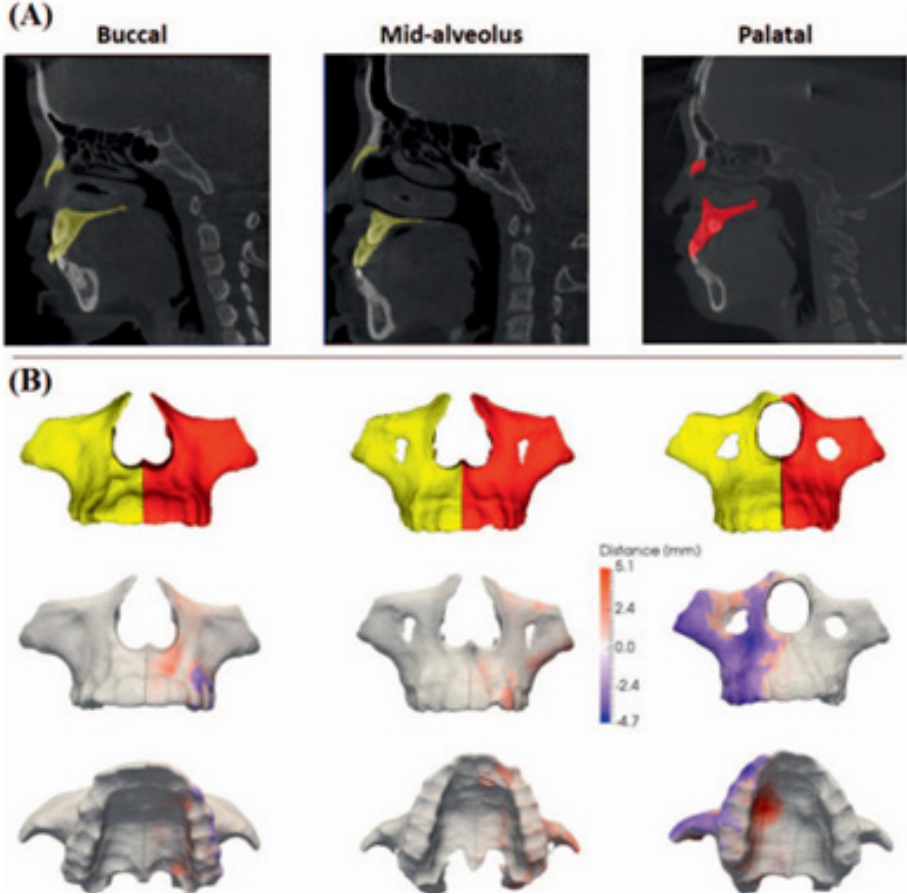 (A)
Buccal
Mid-alveolus
Palatal
(B)
Distance (mm)
5.1
2.4
0.0
-2.4
-4.7